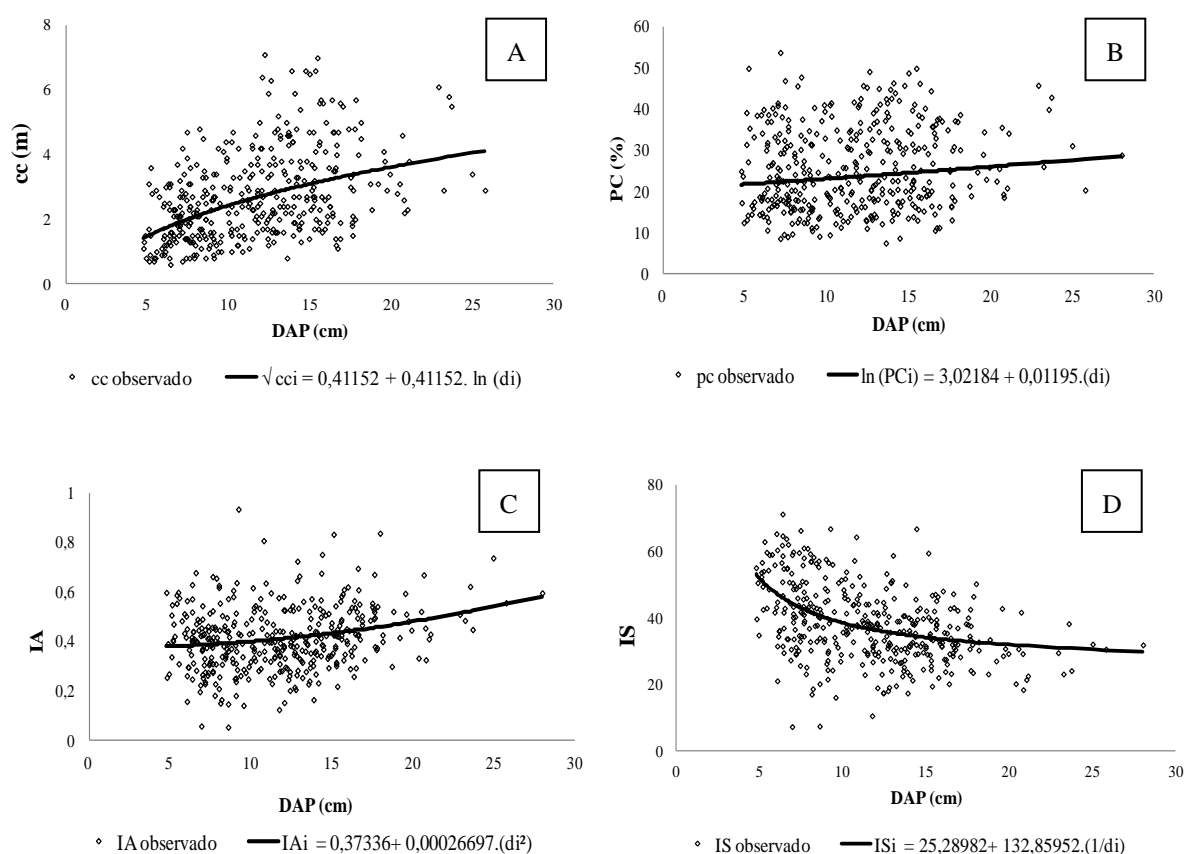 A
8
6
4
2
0
cc (m)
0 5 10 15 20 25 30
DAP (cm)
cc observado √cci = 0,41152 + 0,41152. ln (di)
B
60
50
40
30
20
10
0
PC (%)
0 5 10 15 20 25 30
DAP (cm)
pc observado ln (PCi) = 3,02184 + 0,01195.(di)
C
1
0,8
0,6
0,4
0,2
0
IA
0 5 10 15 20 25 30
DAP (cm)
IA observado IAi = 0,37336+ 0,00026697.(di²)
D
80
60
40
20
0
IS
0 5 10 15 20 25 30
DAP (cm)
IS observado ISi = 25,28982+ 132,85952.(1/di)